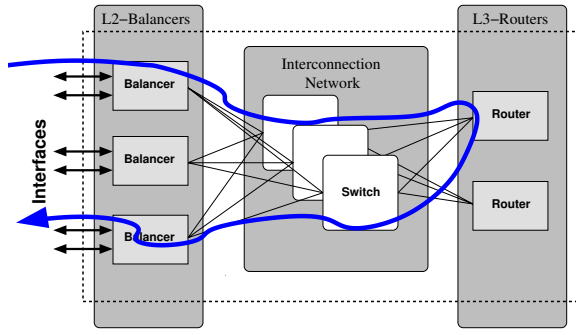 L2-Balancers
L3-Routers
Interconnection
Network
Balancer
Router
Balancer
Interfaces
Switch
Router
Balancer